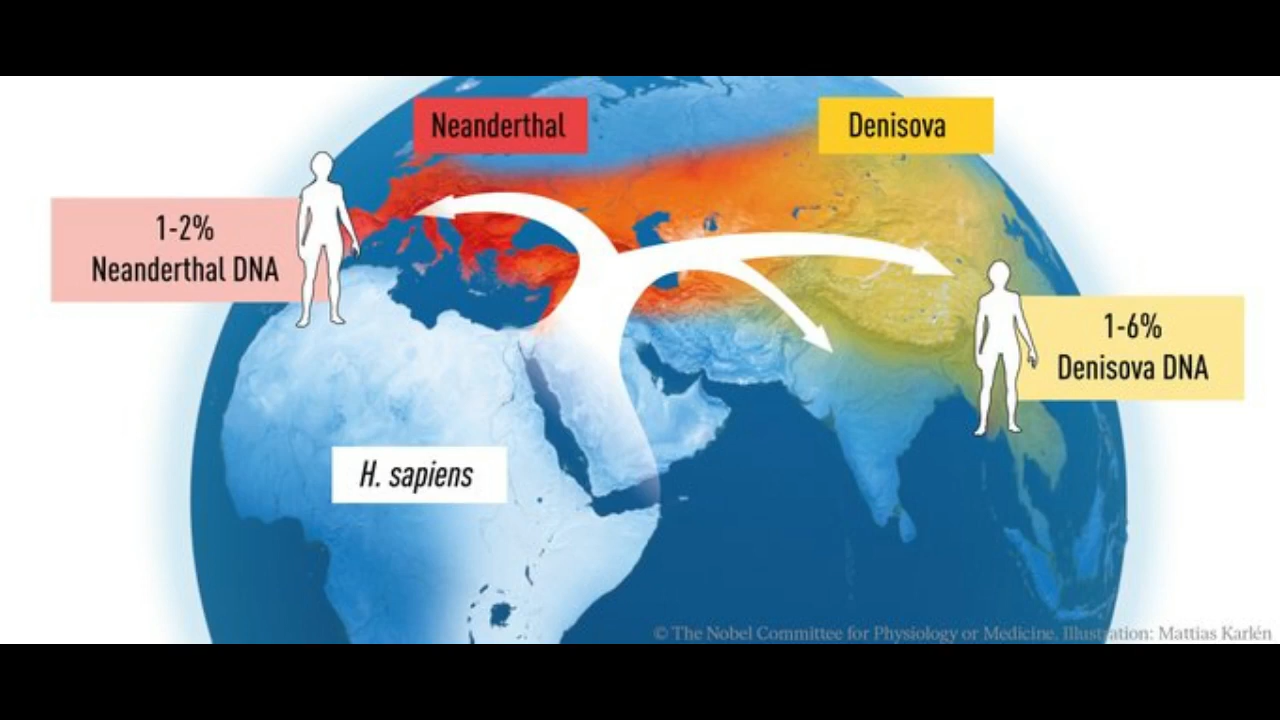 Neanderthal
Denisova
1-2%
Neanderthal DNA
1-6%
Denisova DNA
H. sapiens
© The Nobel Committee for Physiology or Medicine. Illustration: Mattias Karlén